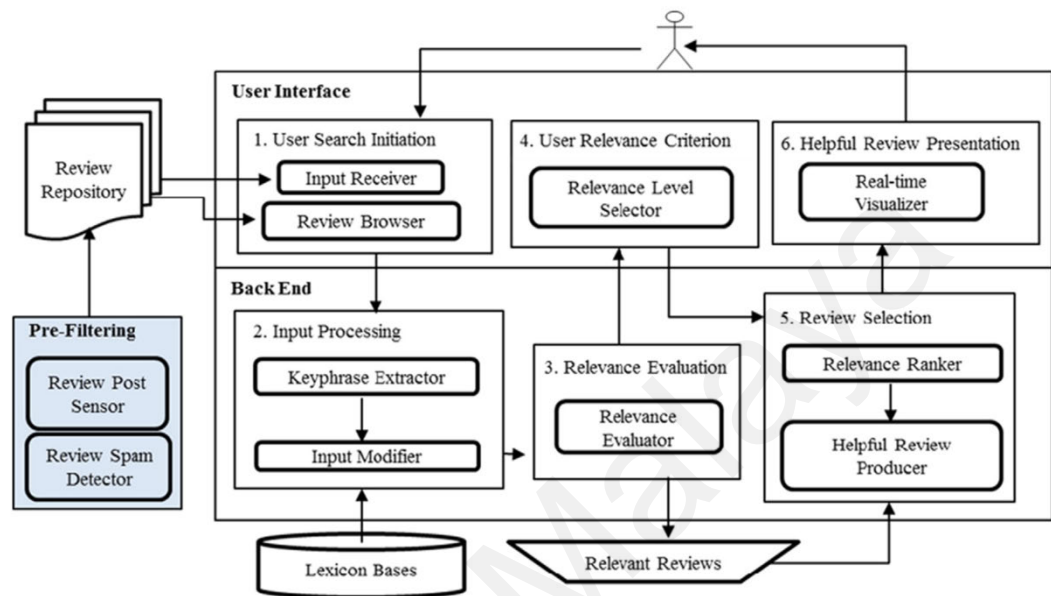 User Interface
1. User Search Initiation
Input Receiver
Review Browser
4. User Relevance Criterion
Relevance Level
Selector
6. Helpful Review Presentation
Real-time
Visualizer
Review
Repository
Pre-Filtering
Review Post
Sensor
Review Spam
Detector
Back End
2. Input Processing
Keyphrase Extractor
Input Modifier
3. Relevance Evaluation
Relevance
Evaluator
5. Review Selection
Relevance Ranker
Helpful Review
Producer
Lexicon Bases
Relevant Reviews
Malaya